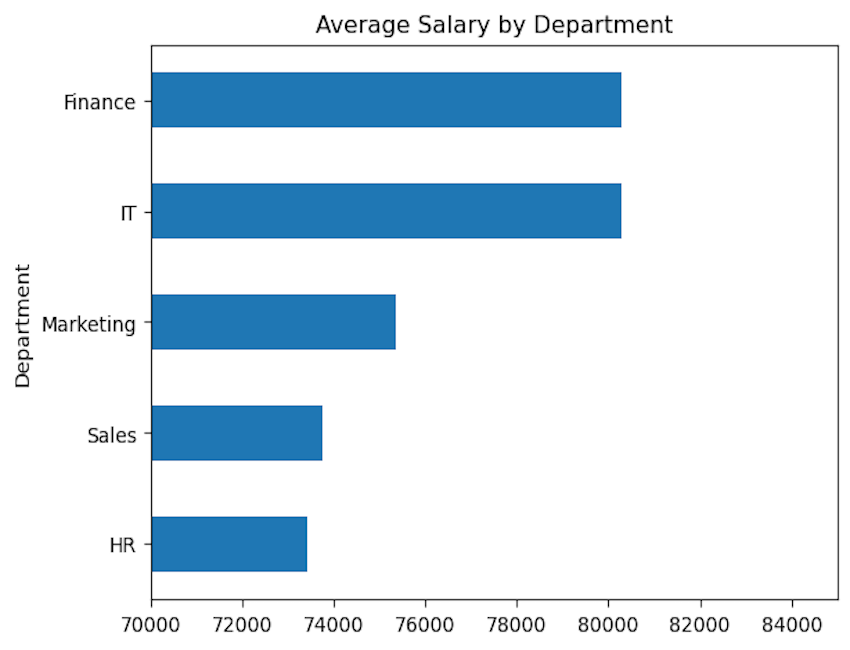 Average Salary by Department
Finance
IT
Marketing
Sales
HR
Department
70000 72000 74000 76000 78000 80000 82000 84000